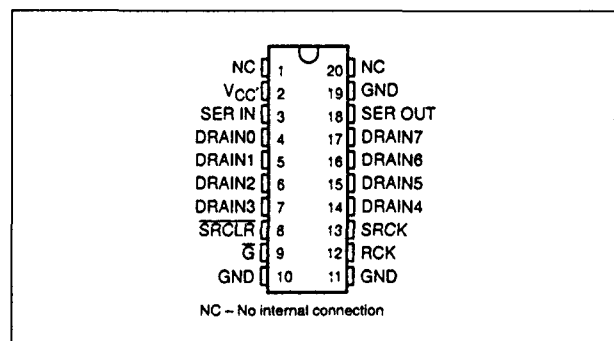 NC 1 20 NC
VCC 2 19 GND
SER IN 3 18 SER OUT
DRAIN0 4 17 DRAIN7
DRAIN1 5 16 DRAIN6
DRAIN2 6 15 DRAIN5
DRAIN3 7 14 DRAIN4
S̅R̅C̅L̅R̅ 8 13 SRCK
G̅ 9 12 RCK
GND 10 11 GND
NC – No internal connection